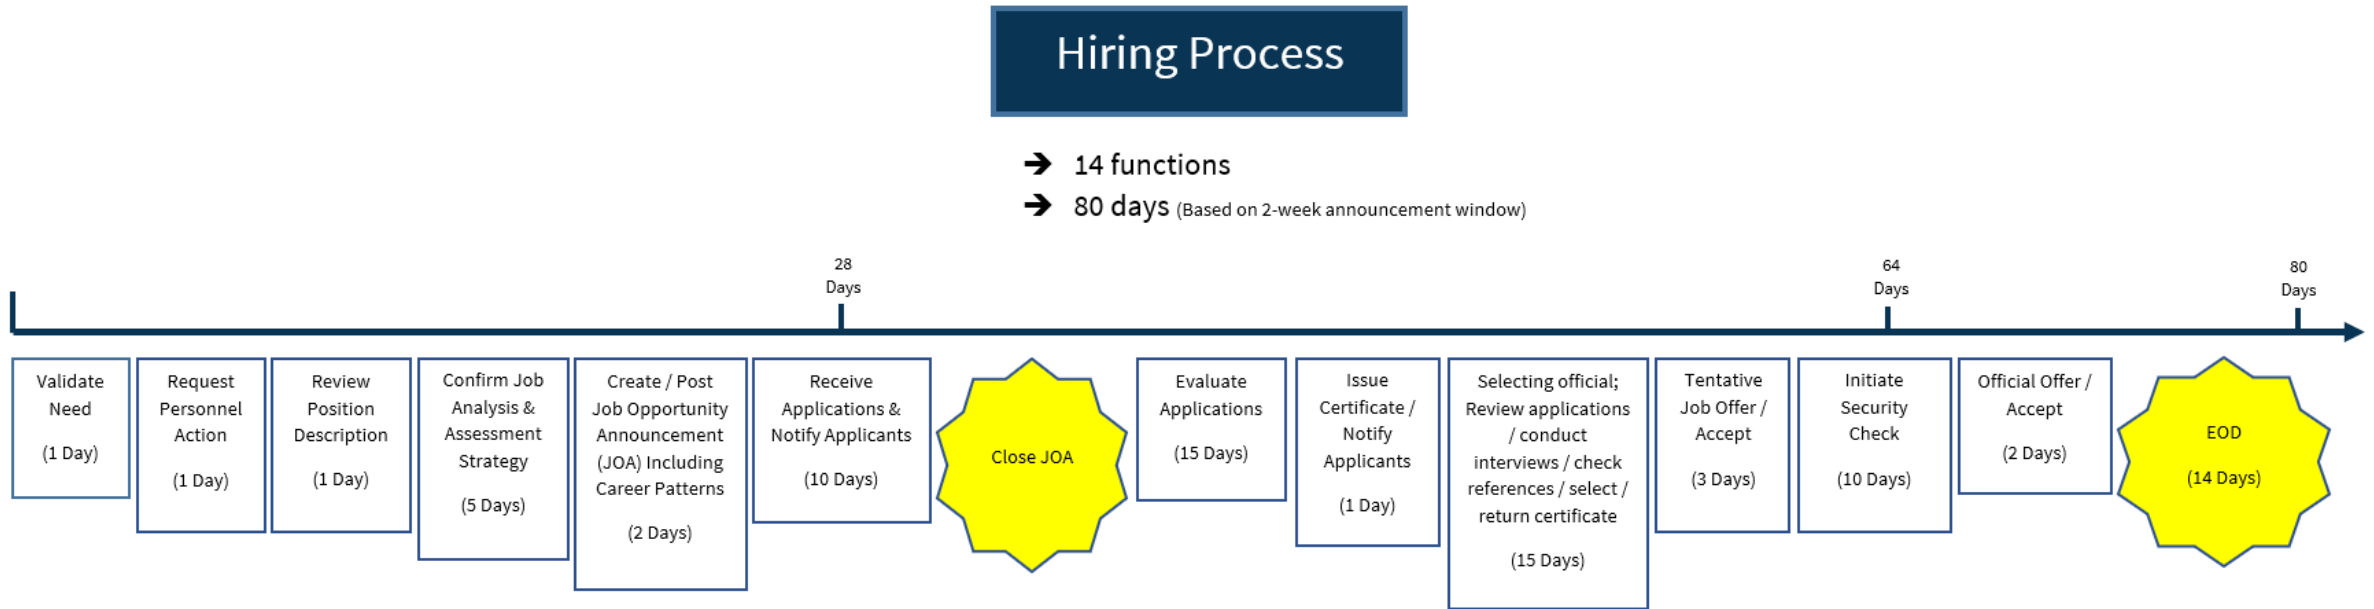 Hiring Process
➔ 14 functions
➔ 80 days (Based on 2-week announcement window)
28
Days
64
Days
80
Days
Validate
Need
(1 Day)
Request
Personnel
Action
(1 Day)
Review
Position
Description
(1 Day)
Confirm Job
Analysis &
Assessment
Strategy
(5 Days)
Create / Post
Job Opportunity
Announcement
(JOA) Including
Career Patterns
(2 Days)
Receive
Applications &
Notify Applicants
(10 Days)
Close JOA
Evaluate
Applications
(15 Days)
Issue
Certificate /
Notify
Applicants
(1 Day)
Selecting official;
Review applications
/ conduct
interviews / check
references / select /
return certificate
(15 Days)
Tentative
Job Offer /
Accept
(3 Days)
Initiate
Security
Check
(10 Days)
Official Offer /
Accept
(2 Days)
EOD
(14 Days)